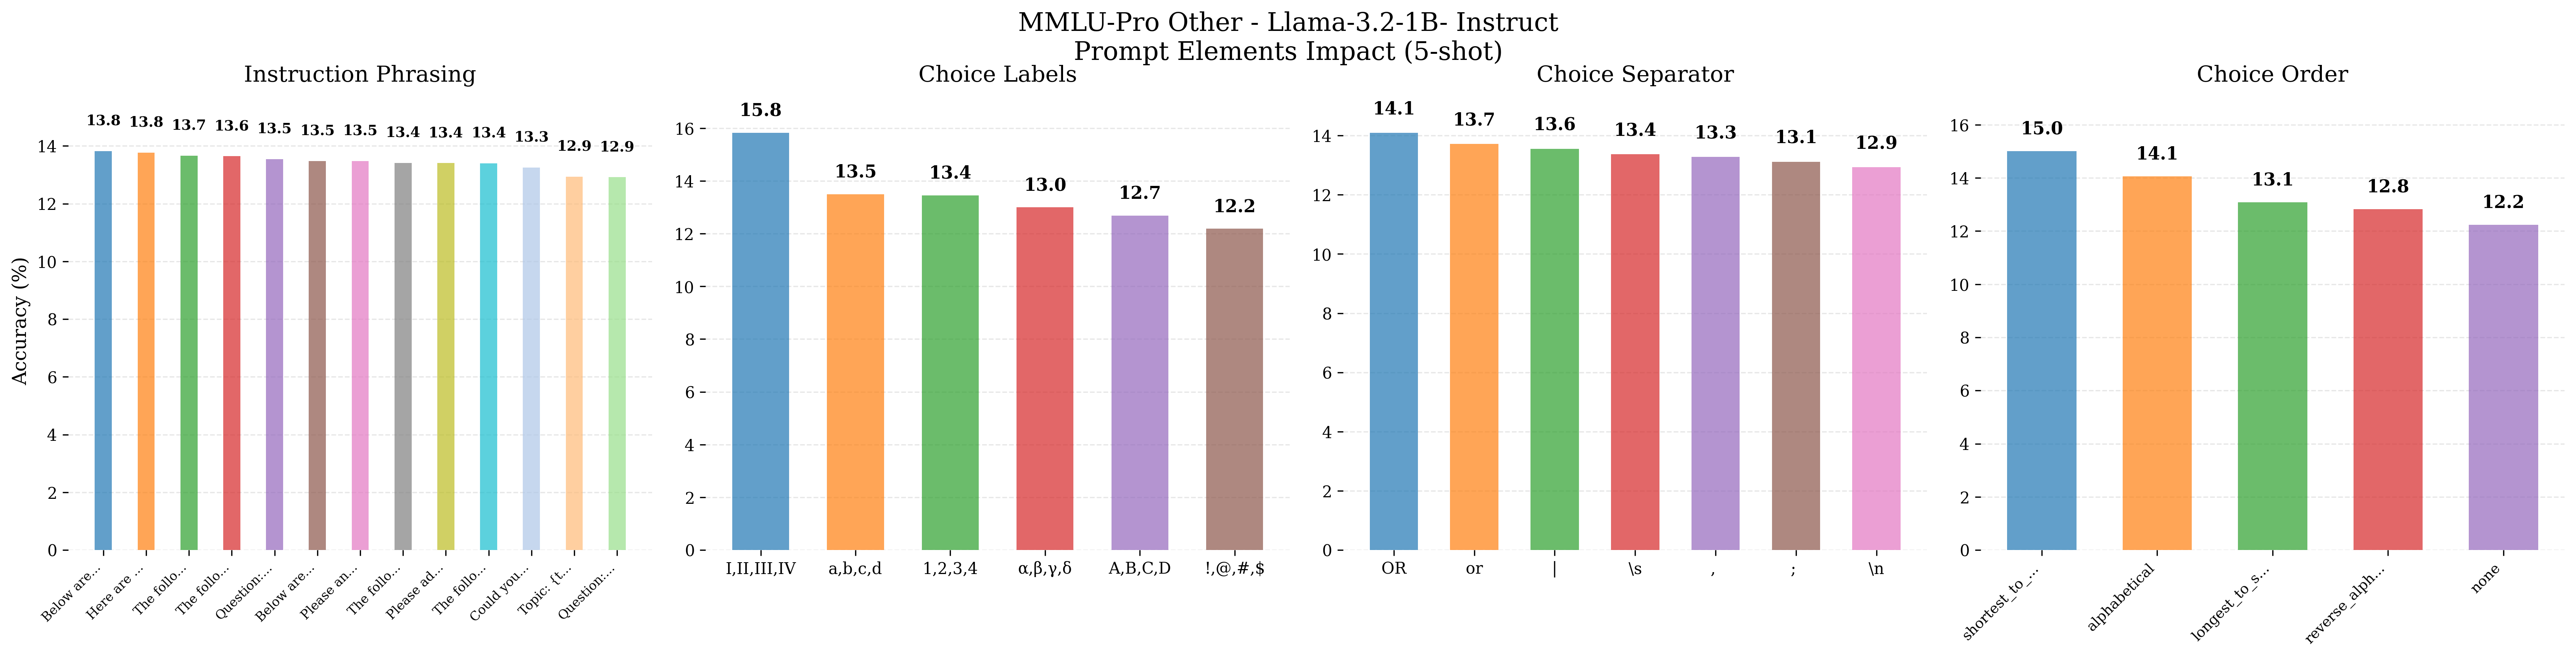 MMLU-Pro Other - Llama-3.2-1B- Instruct
Prompt Elements Impact (5-shot)
Instruction Phrasing
Accuracy (%)
14
12
10
8
6
4
2
0
13.8 13.8 13.7 13.6 13.5 13.5 13.5 13.4 13.4 13.4 13.3 12.9 12.9
Below are...
Here are ...
The follo...
The follo...
Question:...
Below are...
Please an...
The follo...
Please ad...
The follo...
Could you...
Topic: {t...
Question:...
Choice Labels
16
14
12
10
8
6
4
2
0
15.8 13.5 13.4 13.0 12.7 12.2
I,II,III,IV a,b,c,d 1,2,3,4 α,β,γ,δ A,B,C,D !,@,#,$
Choice Separator
14
12
10
8
6
4
2
0
14.1 13.7 13.6 13.4 13.3 13.1 12.9
OR or | \s , ; \n
Choice Order
16
14
12
10
8
6
4
2
0
15.0 14.1 13.1 12.8 12.2
shortest_to_...
alphabetical
longest_to_s...
reverse_alph...
none